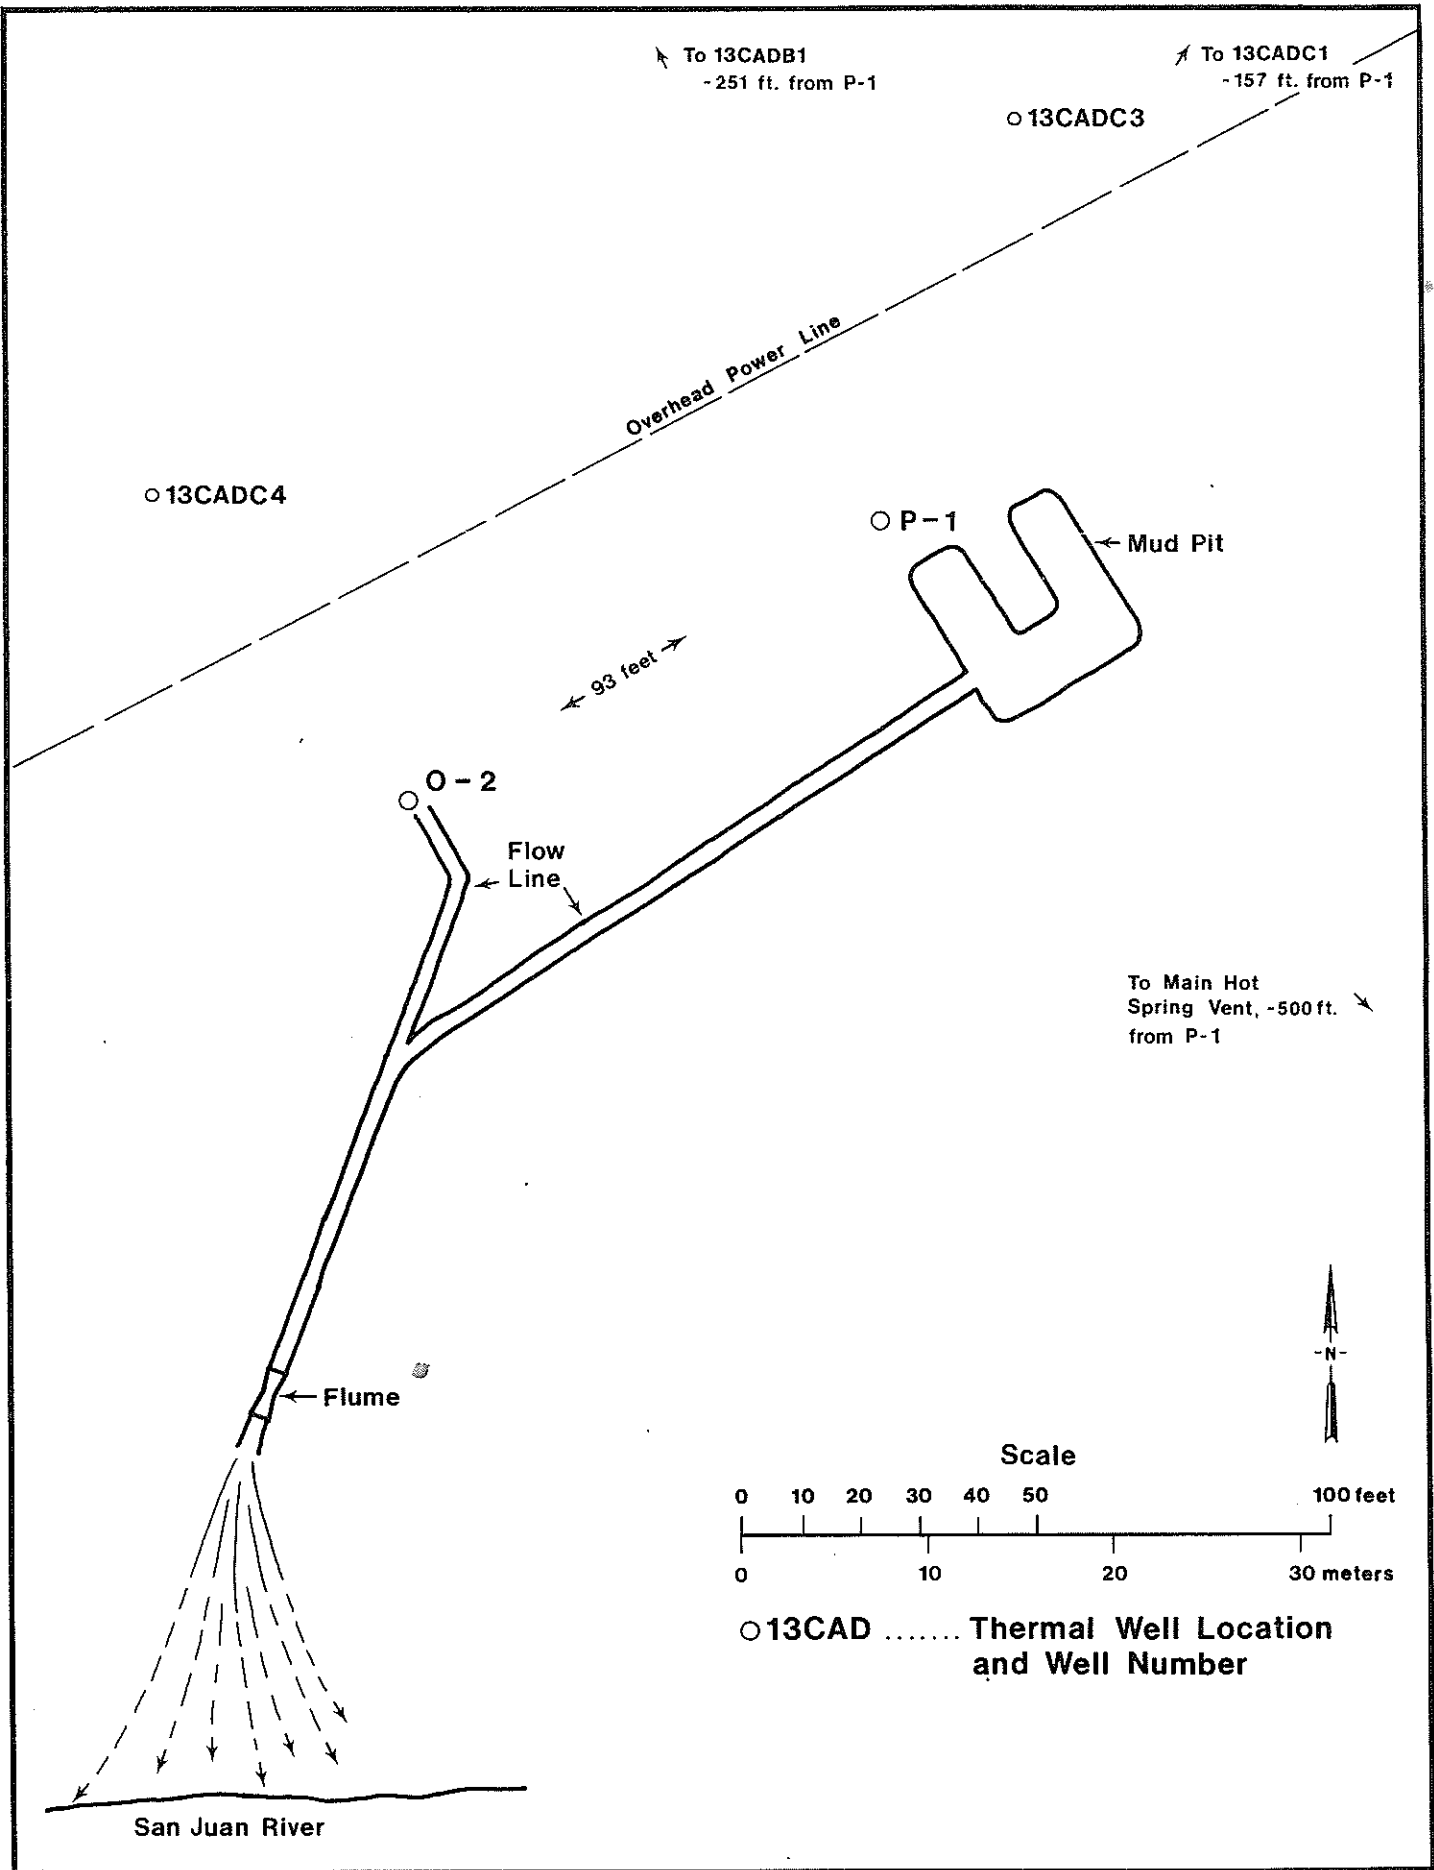 To 13CADB1
~251 ft. from P-1
To 13CADC1
~157 ft. from P-1
13CADC3
Overhead Power Line
13CADC4
P-1
Mud Pit
93 feet
O-2
Flow
Line
To Main Hot
Spring Vent, ~500 ft.
from P-1
-N-
Flume
Scale
0 10 20 30 40 50 100 feet
0 10 20 30 meters
13CAD ....... Thermal Well Location
and Well Number
San Juan River